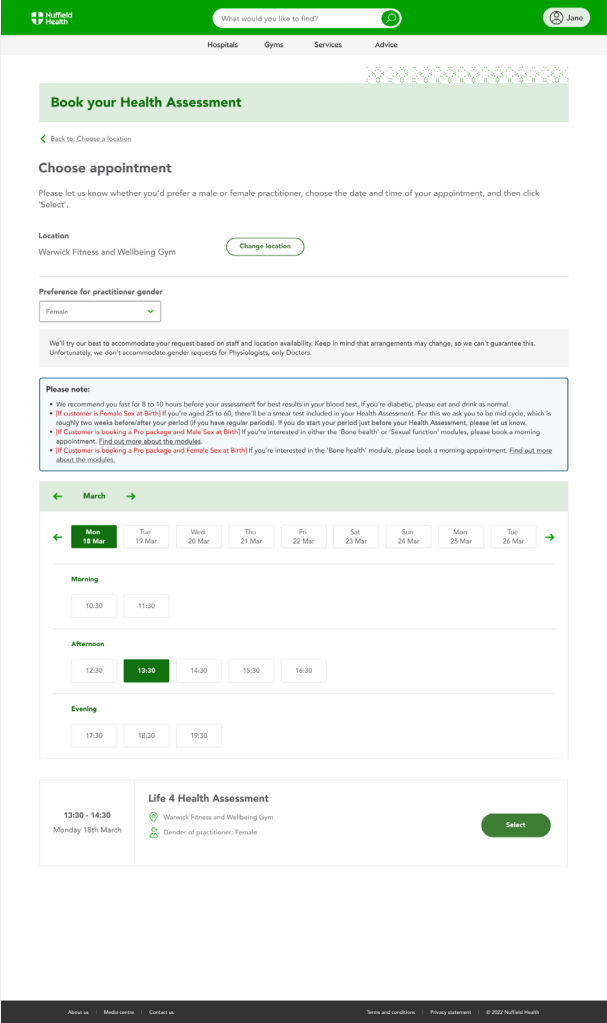 Nuffield
Health
What would you like to find?
Jane
Hospitals Gyms Services Advice
Book your Health Assessment
Back to: Choose a location
Choose appointment
Please let us know whether you'd prefer a male or female practitioner, choose the date and time of your appointment, and then click
'Select'.
Location
Warwick Fitness and Wellbeing Gym
Change location
Preference for practitioner gender
Female
We'll try our best to accommodate your request based on staff and location availability. Keep in mind that arrangements may change, so we can't guarantee this.
Unfortunately, we don't accommodate gender requests for Physiologists, only Doctors.
Please note:
• We recommend you fast for 8 to 10 hours before your assessment for best results in your blood test. If you're diabetic, please eat and drink as normal.
• [If customer is Female Sex at Birth] If you're aged 25 to 60, there'll be a smear test included in your Health Assessment. For this we ask you to be mid cycle, which is
roughly two weeks before/after your period (if you have regular periods). If you do start your period just before your Health Assessment, please let us know.
• [If Customer is booking a Pro package and Male Sex at Birth] If you're interested in either the 'Bone health' or 'Sexual function' modules, please book a morning
appointment. Find out more about the modules.
• [If Customer is booking a Pro package and Female Sex at Birth] If you're interested in the 'Bone health' module, please book a morning appointment. Find out more
about the modules.
March
Mon Tue Wed Thu Fri Sat Sun Mon Tue
18 Mar 19 Mar 20 Mar 21 Mar 22 Mar 23 Mar 24 Mar 25 Mar 26 Mar
Morning
10:30 11:30
Afternoon
12:30 13:30 14:30 15:30 16:30
Evening
17:30 18:30 19:30
13:30 - 14:30
Monday 18th March
Life 4 Health Assessment
Warwick Fitness and Wellbeing Gym
Gender of practitioner: Female
Select
About us | Media centre | Contact us
Terms and conditions | Privacy statement | © 2022 Nuffield Health